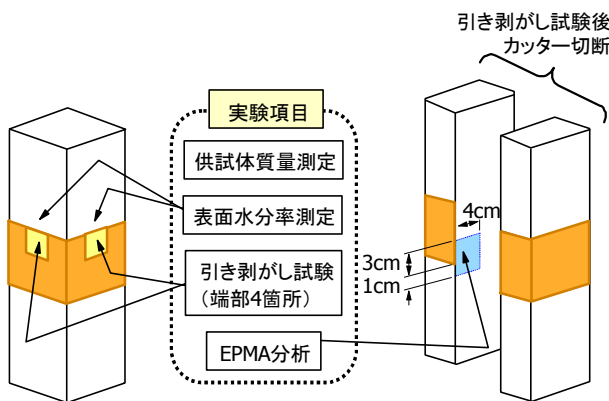 引き剥がし試験後
カッター切断
実験項目
供試体質量測定
表面水分率測定
引き剥がし試験
（端部4箇所）
EPMA分析
4cm
3cm
1cm